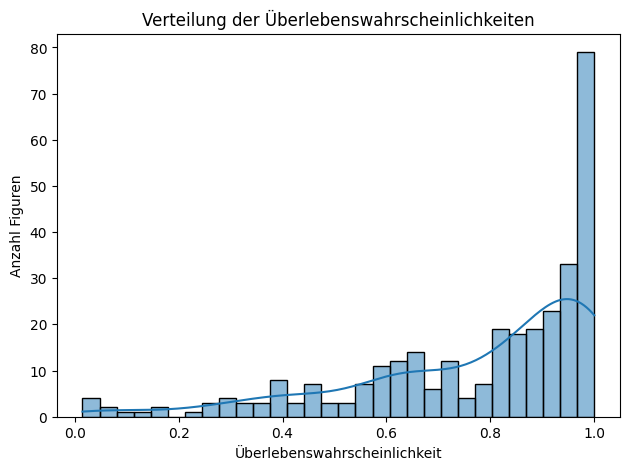 Verteilung der Überlebenswahrscheinlichkeiten
Anzahl Figuren
80
70
60
50
40
30
20
10
0
0.0 0.2 0.4 0.6 0.8 1.0
Überlebenswahrscheinlichkeit